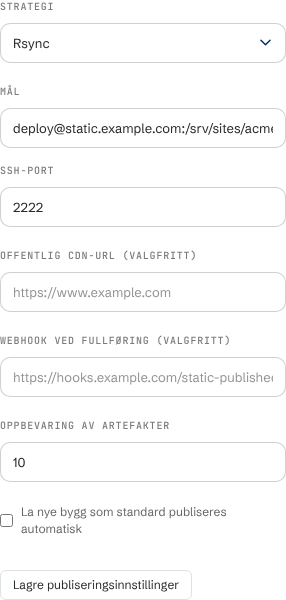 STRATEGI
Rsync
MÅL
deploy@static.example.com:/srv/sites/acme
SSH-PORT
2222
OFFENTLIG CDN-URL (VALGFRITT)
https://www.example.com
WEBHOOK VED FULLFØRING (VALGFRITT)
https://hooks.example.com/static-published
OPPBEVARING AV ARTEFAKTER
10
La nye bygg som standard publiseres
automatisk
Lagre publiseringsinnstillinger